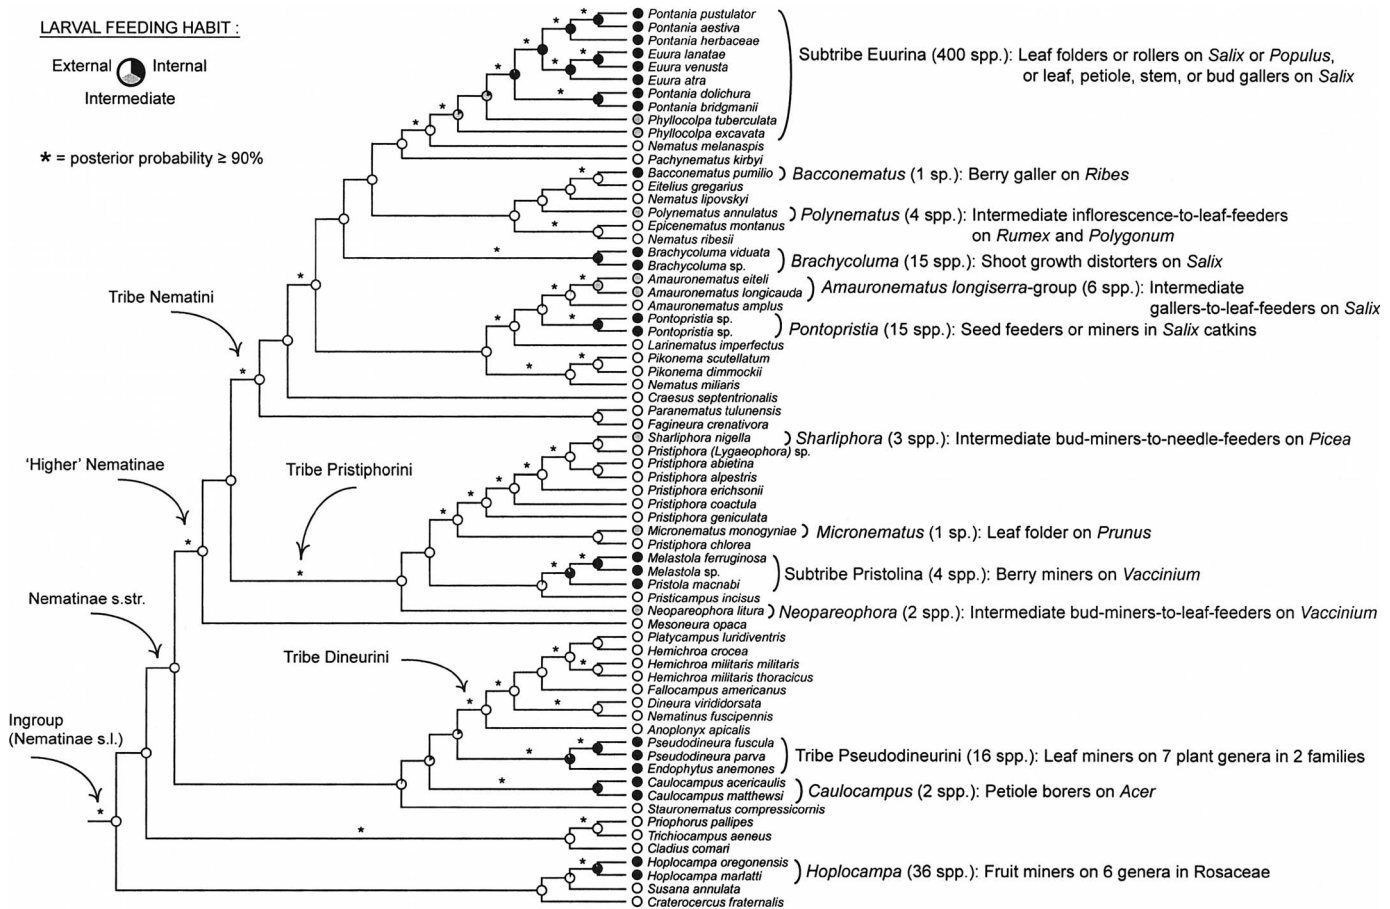 LARVAL FEEDING HABIT :
External Internal
Intermediate
* = posterior probability ≥ 90%
Tribe Nematini
'Higher' Nematinae
Tribe Pristiphorini
Nematinae s.str.
Tribe Dineurini
Ingroup
(Nematinae s.l.)
Pontania pustulator
Pontania aestiva
Pontania herbaceae
Euura lanatae
Euura venusta
Euura atra
Pontania dolichura
Pontania bridgmanii
Phyllocolpa tuberculata
Phyllocolpa excavata
Nematus melanaspis
Pachynematus kirbyi
Bacconematus pumilio
Eitelius gregarius
Nematus lipovskyi
Polynematus annulatus
Epicenematus montanus
Nematus ribesii
Brachycoluma viduata
Brachycoluma sp.
Amauronematus eiteli
Amauronematus longicauda
Amauronematus amplus
Pontopristia sp.
Pontopristia sp.
Larinematus imperfectus
Pikonema scutellatum
Pikonema dimmockii
Nematus miliaris
Craesus septentrionalis
Paranematus tulunensis
Fagineura crenativora
Sharliphora nigella
Pristiphora (Lygaeophora) sp.
Pristiphora abietina
Pristiphora alpestris
Pristiphora erichsonii
Pristiphora coactula
Pristiphora geniculata
Micronematus monogyniae
Pristiphora chlorea
Melastola ferruginosa
Melastola sp.
Pristola macnabi
Pristicampus incisus
Neopareophora litura
Mesoneura opaca
Platycampus luridiventris
Hemichroa crocea
Hemichroa militaris militaris
Hemichroa militaris thoracicus
Fallocampus americanus
Dineura virididorsata
Nematinus fuscipennis
Anoplonyx apicalis
Pseudodineura fuscula
Pseudodineura parva
Endophytus anemones
Caulocampus acericaulis
Caulocampus matthewsi
Stauronematus compressicornis
Priophorus pallipes
Trichiocampus aeneus
Cladius comari
Hoplocampa oregonensis
Hoplocampa marlatti
Susana annulata
Craterocercus fraternalis
Subtribe Euurina (400 spp.): Leaf folders or rollers on Salix or Populus,
or leaf, petiole, stem, or bud gallers on Salix
Bacconematus (1 sp.): Berry galler on Ribes
Polynematus (4 spp.): Intermediate inflorescence-to-leaf-feeders
on Rumex and Polygonum
Brachycoluma (15 spp.): Shoot growth distorters on Salix
Amauronematus longiserra-group (6 spp.): Intermediate
gallers-to-leaf-feeders on Salix
Pontopristia (15 spp.): Seed feeders or miners in Salix catkins
Sharliphora (3 spp.): Intermediate bud-miners-to-needle-feeders on Picea
Micronematus (1 sp.): Leaf folder on Prunus
Subtribe Pristolina (4 spp.): Berry miners on Vaccinium
Neopareophora (2 spp.): Intermediate bud-miners-to-leaf-feeders on Vaccinium
Tribe Pseudodineurini (16 spp.): Leaf miners on 7 plant genera in 2 families
Caulocampus (2 spp.): Petiole borers on Acer
Hoplocampa (36 spp.): Fruit miners on 6 genera in Rosaceae